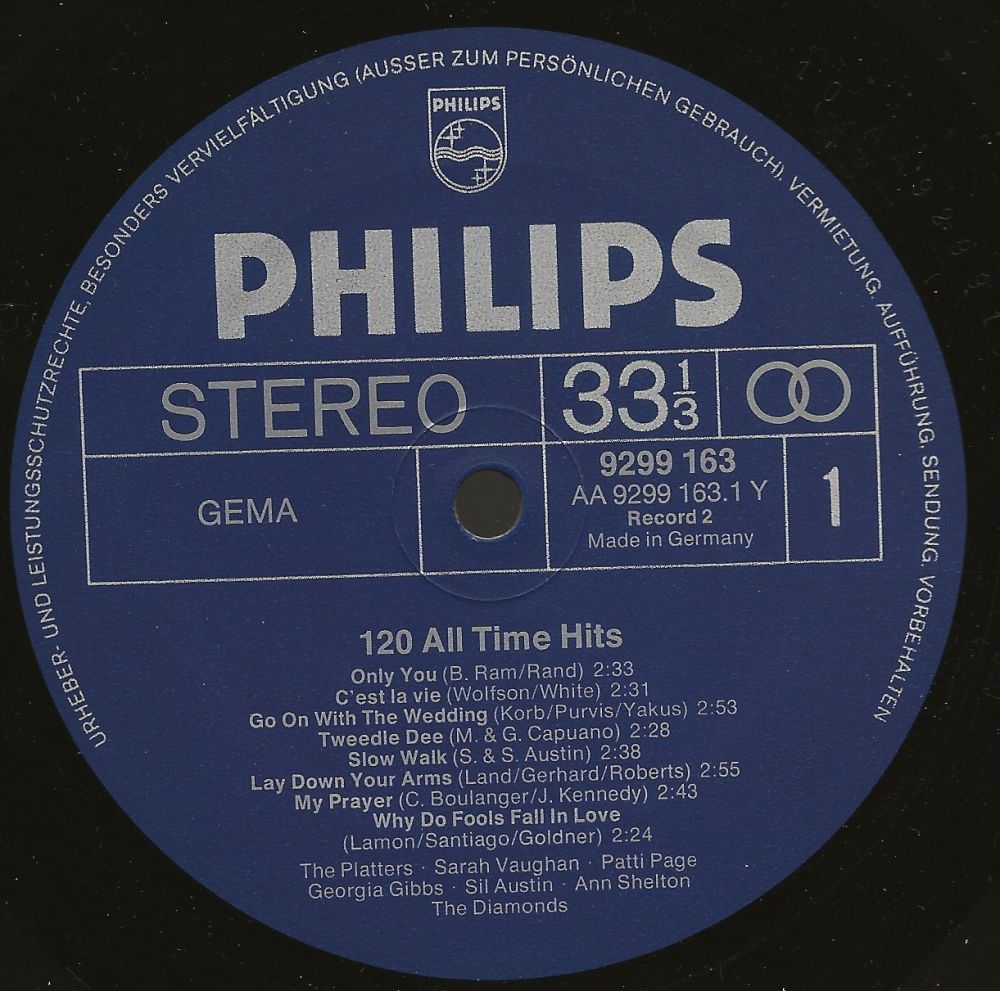 URHEBER- UND LEISTUNGSSCHUTZRECHTE, BESONDERS VERVIELFÄLTIGUNG (AUSSER ZUM PERSÖNLICHEN GEBRAUCH), VERMIETUNG, AUFFÜHRUNG, SENDUNG, VORBEHALTEN
PHILIPS
PHILIPS
STEREO
33 1/3
GEMA
9299 163
AA 9299 163.1 Y
Record 2
Made in Germany
1
120 All Time Hits
Only You (B. Ram/Rand) 2:33
C'est la vie (Wolfson/White) 2:31
Go On With The Wedding (Korb/Purvis/Yakus) 2:53
Tweedle Dee (M. & G. Capuano) 2:28
Slow Walk (S. & S. Austin) 2:38
Lay Down Your Arms (Land/Gerhard/Roberts) 2:55
My Prayer (C. Boulanger/J. Kennedy) 2:43
Why Do Fools Fall In Love
(Lamon/Santiago/Goldner) 2:24
The Platters · Sarah Vaughan · Patti Page
Georgia Gibbs · Sil Austin · Ann Shelton
The Diamonds